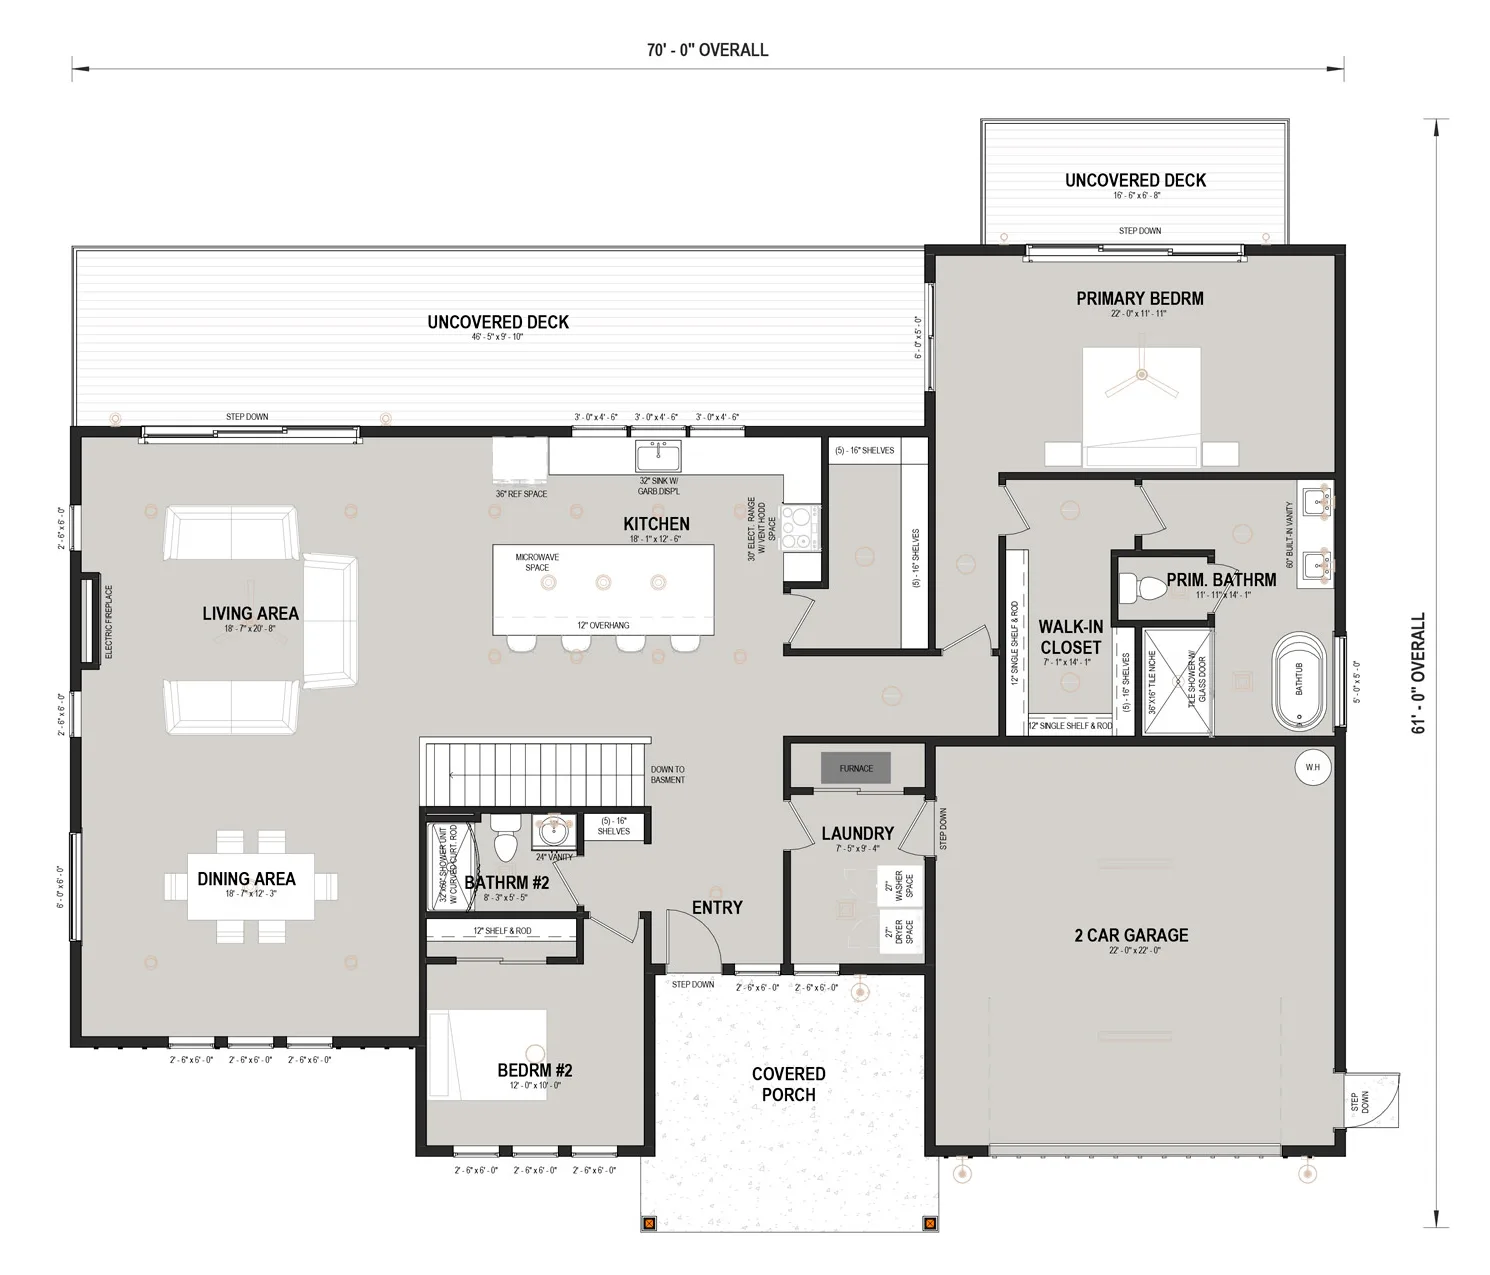 70' - 0" OVERALL
UNCOVERED DECK
16' - 6" x 6' - 8"
STEP DOWN
PRIMARY BEDRM
22' - 0" x 11' - 11"
UNCOVERED DECK
46' - 5" x 9' - 10"
6' - 0" x 5' - 0"
STEP DOWN
3' - 0" x 4' - 6"
3' - 0" x 4' - 6"
3' - 0" x 4' - 6"
(5) - 16" SHELVES
32" SINK W/
GARB.DISP'L
36" REF SPACE
KITCHEN
18' - 1" x 12' - 6"
30" ELECT. RANGE
W/ VENT HODD
SPACE
(5) - 16" SHELVES
MICROWAVE
SPACE
12" OVERHANG
2' - 6" x 6' - 0"
ELECTRIC FIREPLACE
LIVING AREA
18' - 7" x 20' - 8"
2' - 6" x 6' - 0"
60" BUILT-IN VANITY
PRIM. BATHRM
11' - 11" x 14' - 1"
WALK-IN
CLOSET
7' - 1" x 14' - 1"
12" SINGLE SHELF & ROD
(5) - 16" SHELVES
12" SINGLE SHELF & ROD
36"X16" TILE NICHE
TILE SHOWER W/
GLASS DOOR
BATHTUB
5' - 0" x 5' - 0"
61' - 0" OVERALL
DOWN TO
BASMENT
FURNACE
W.H
(5) - 16"
SHELVES
LAUNDRY
7' - 5" x 9' - 4"
STEP DOWN
32"x60" SHOWER UNIT
W/ CURVED CURT. ROD
24" VANITY
BATHRM #2
8' - 3" x 5' - 5"
27"
WASHER
SPACE
27"
DRYER
SPACE
6' - 0" x 6' - 0"
DINING AREA
18' - 7" x 12' - 3"
ENTRY
12" SHELF & ROD
2 CAR GARAGE
22' - 0" x 22' - 0"
STEP DOWN
2' - 6" x 6' - 0"
2' - 6" x 6' - 0"
2' - 6" x 6' - 0"
2' - 6" x 6' - 0"
2' - 6" x 6' - 0"
BEDRM #2
12' - 0" x 10' - 0"
COVERED
PORCH
STEP
DOWN
2' - 6" x 6' - 0"
2' - 6" x 6' - 0"
2' - 6" x 6' - 0"